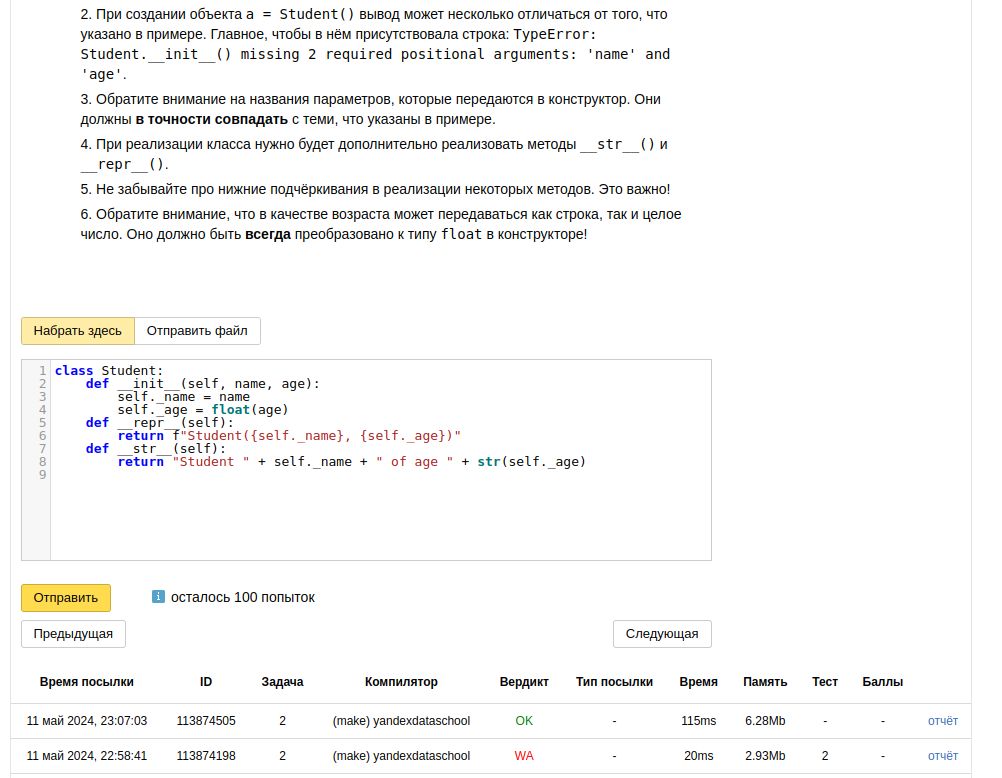 2. При создании объекта a = Student() вывод может несколько отличаться от того, что
указано в примере. Главное, чтобы в нём присутствовала строка: TypeError:
Student.__init__() missing 2 required positional arguments: 'name' and
'age'.
3. Обратите внимание на названия параметров, которые передаются в конструктор. Они
должны в точности совпадать с теми, что указаны в примере.
4. При реализации класса нужно будет дополнительно реализовать методы __str__() и
__repr__().
5. Не забывайте про нижние подчёркивания в реализации некоторых методов. Это важно!
6. Обратите внимание, что в качестве возраста может передаваться как строка, так и целое
число. Оно должно быть всегда преобразовано к типу float в конструкторе!
Набрать здесь Отправить файл
1 class Student:
2     def __init__(self, name, age):
3         self._name = name
4         self._age = float(age)
5     def __repr__(self):
6         return f"Student({self._name}, {self._age})"
7     def __str__(self):
8         return "Student " + self._name + " of age " + str(self._age)
9
Отправить i осталось 100 попыток
Предыдущая Следующая
Время посылки ID Задача Компилятор Вердикт Тип посылки Время Память Тест Баллы
11 май 2024, 23:07:03 113874505 2 (make) yandexdataschool OK - 115ms 6.28Mb - - отчёт
11 май 2024, 22:58:41 113874198 2 (make) yandexdataschool WA - 20ms 2.93Mb 2 - отчёт